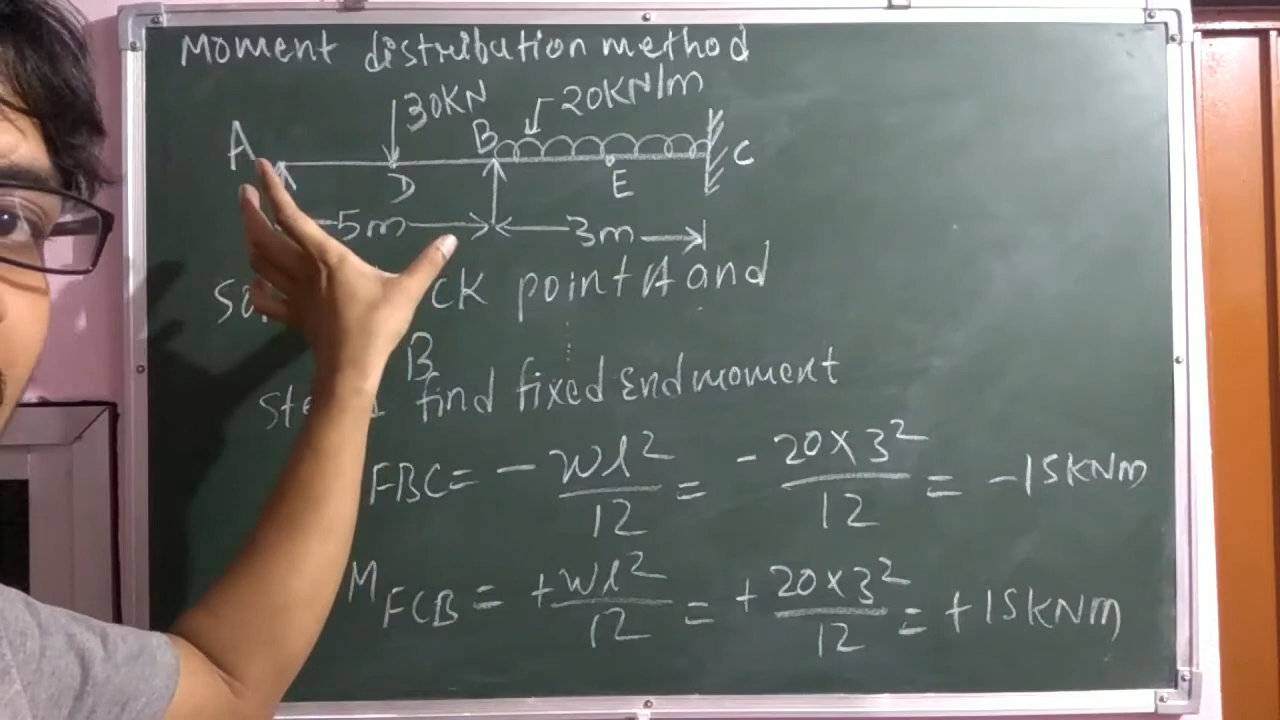 Moment distribution method
30KN
20KN/m
A
B
C
D
E
5m
3m
point A and
B
find fixed End moment
FBC = - wl²/12 = - 20×3²/12 = -15KNm
MFCB = + wl²/12 = + 20×3²/12 = +15KNm